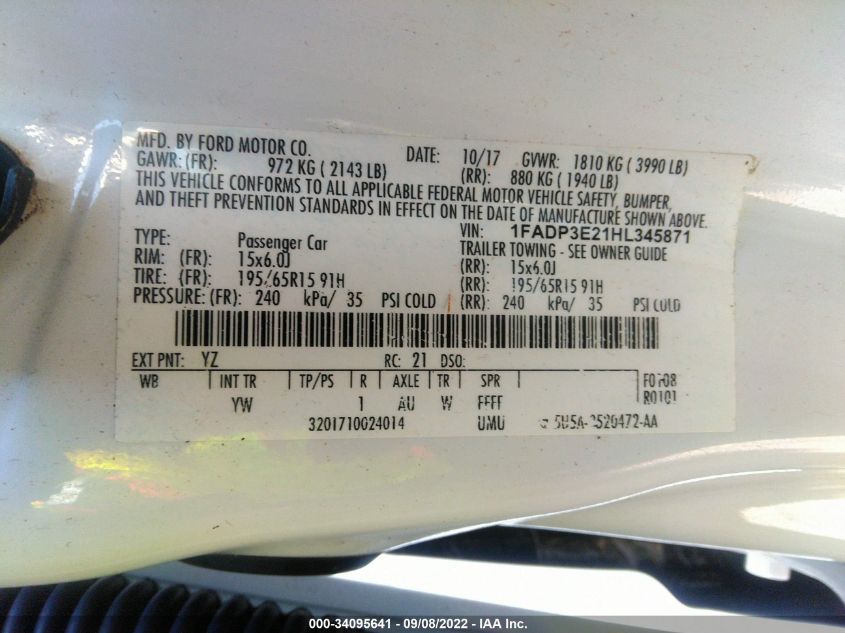 MFD. BY FORD MOTOR CO. DATE: 10/17 GVWR: 1810 KG ( 3990 LB)
GAWR: (FR): 972 KG ( 2143 LB) (RR): 880 KG ( 1940 LB)
THIS VEHICLE CONFORMS TO ALL APPLICABLE FEDERAL MOTOR VEHICLE SAFETY, BUMPER,
AND THEFT PREVENTION STANDARDS IN EFFECT ON THE DATE OF MANUFACTURE SHOWN ABOVE.
VIN: 1FADP3E21HL345871
TYPE: Passenger Car TRAILER TOWING - SEE OWNER GUIDE
RIM: (FR): 15x6.0J (RR): 15x6.0J
TIRE: (FR): 195/65R15 91H (RR): 195/65R15 91H
PRESSURE: (FR): 240 kPa/ 35 PSI COLD (RR): 240 kPa/ 35 PSI COLD
EXT PNT: YZ RC: 21 DSO:
WB INT TR TP/PS R AXLE TR SPR
YW 1 AU W FFFF
R0101
3201710024014 UMU
000-34095641 - 09/08/2022 - IAA Inc.